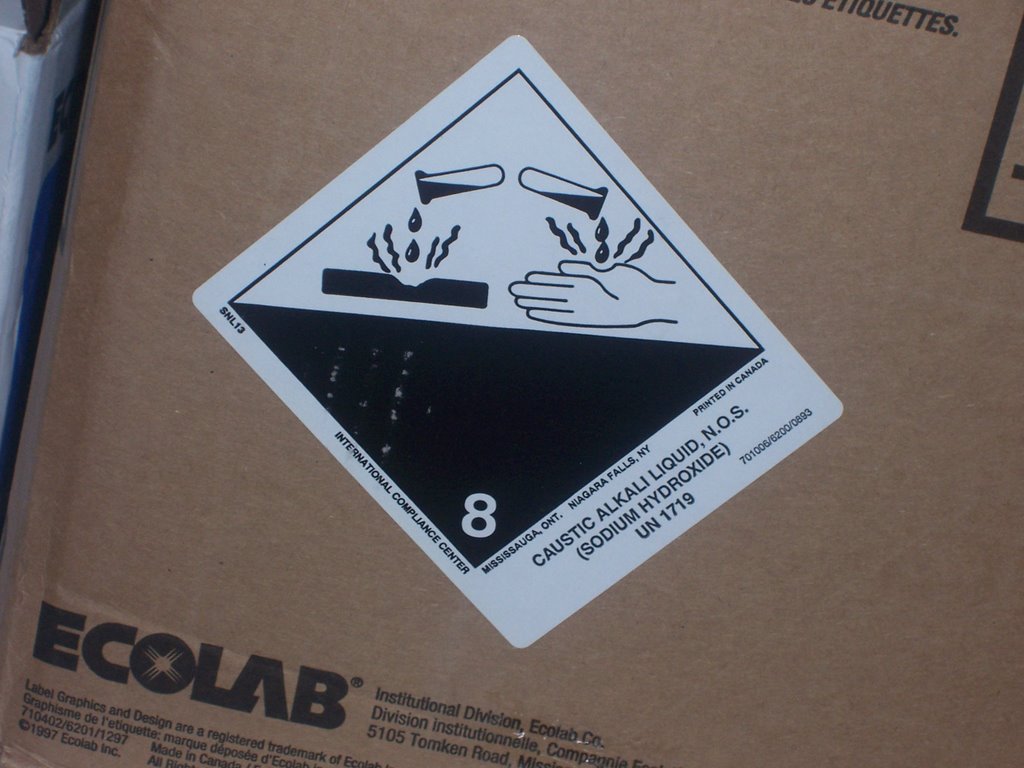 ETIQUETTES.
SNL13
INTERNATIONAL COMPLIANCE CENTER
8
MISSISSAUGA, ONT. NIAGARA FALLS, NY
PRINTED IN CANADA
CAUSTIC ALKALI LIQUID, N.O.S.
(SODIUM HYDROXIDE)
UN 1719
701006/6200/0893
ECOLAB®
Label Graphics and Design are a registered trademark of Ecolab
Graphisme de l'etiquette: marque déposée d'Ecolab
710402/6201/1297 Made in Canada /
©1997 Ecolab Inc. All
Institutional Division, Ecolab Co.
Division institutionnelle, Compagnie
5105 Tomken Road,